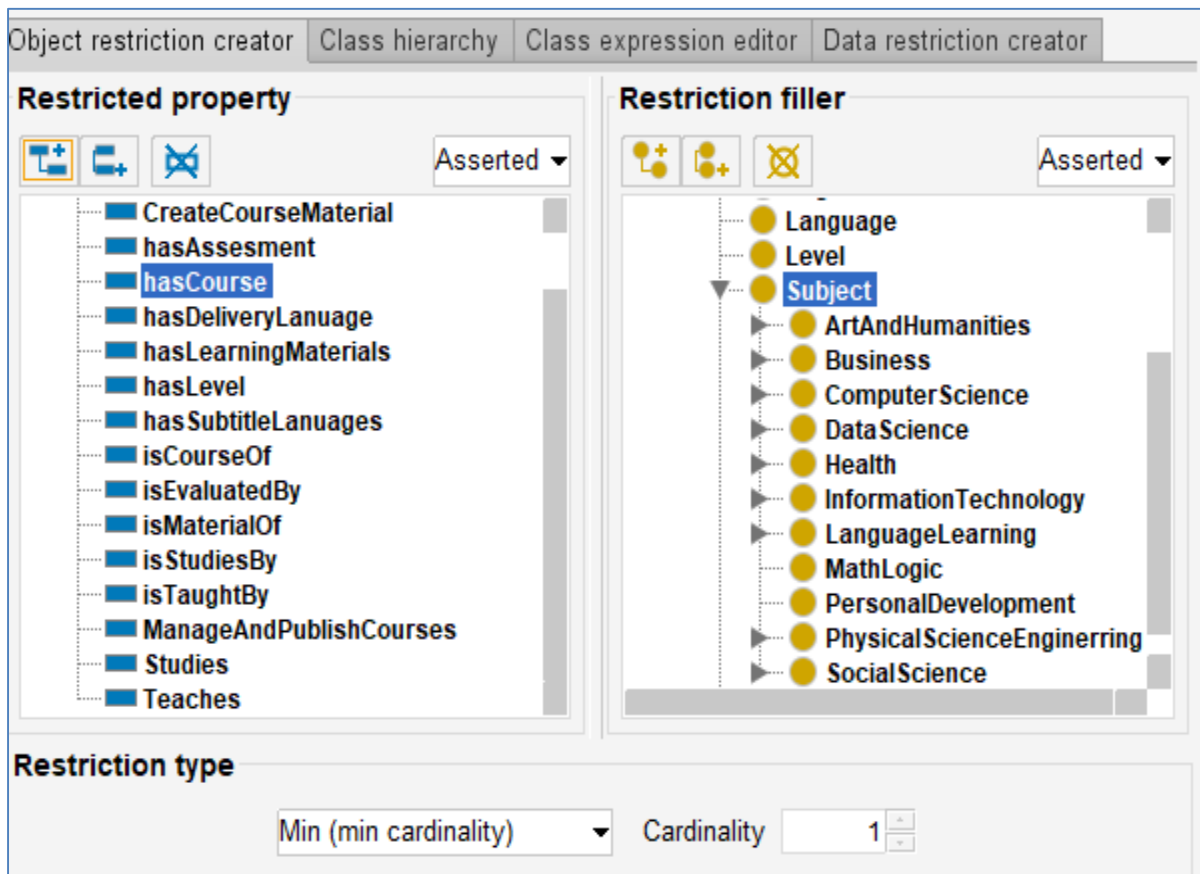 Object restriction creator Class hierarchy Class expression editor Data restriction creator
Restricted property
Asserted
CreateCourseMaterial
hasAssesment
hasCourse
hasDeliveryLanuage
hasLearningMaterials
hasLevel
hasSubtitleLanuages
isCourseOf
isEvaluatedBy
isMaterialOf
isStudiesBy
isTaughtBy
ManageAndPublishCourses
Studies
Teaches
Restriction filler
Asserted
Language
Level
Subject
ArtAndHumanities
Business
ComputerScience
DataScience
Health
InformationTechnology
LanguageLearning
MathLogic
PersonalDevelopment
PhysicalScienceEnginerring
SocialScience
Restriction type
Min (min cardinality) Cardinality 1